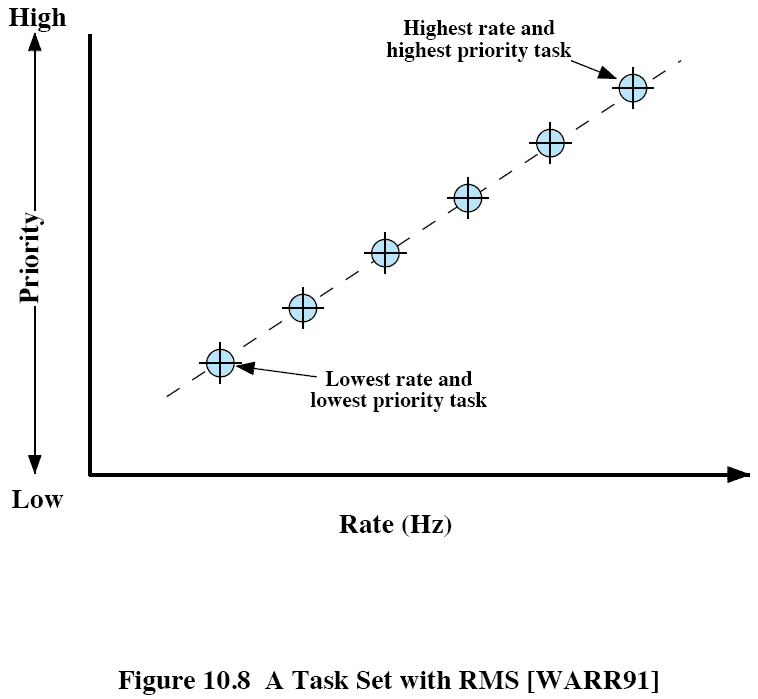 High
Highest rate and
highest priority task
Priority
Lowest rate and
lowest priority task
Low
Rate (Hz)
Figure 10.8  A Task Set with RMS [WARR91]